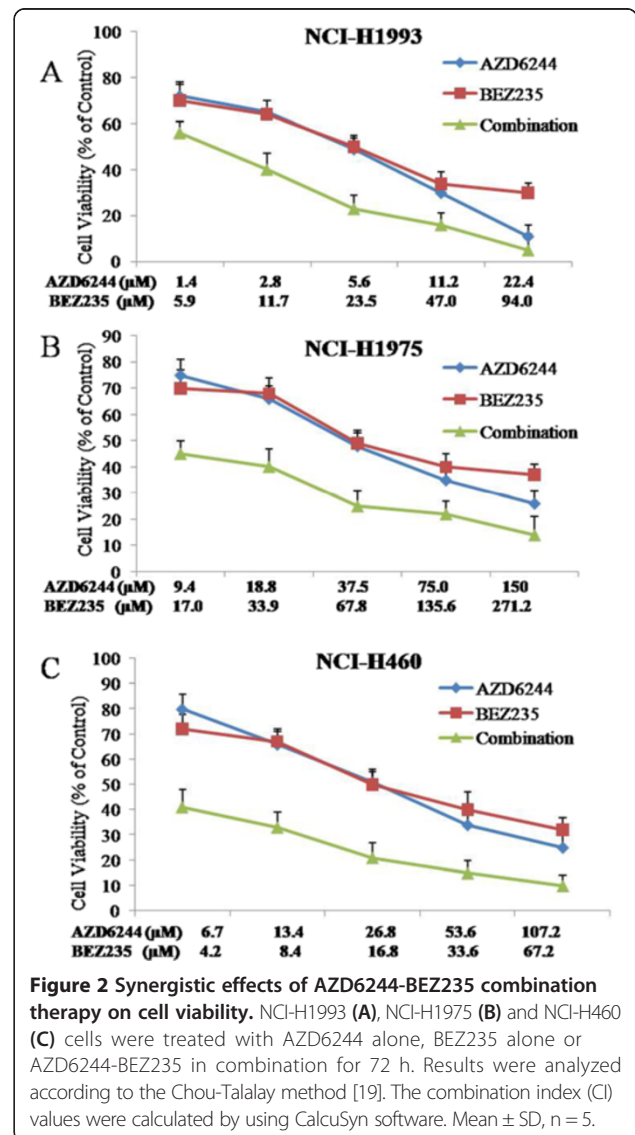 NCI-H1993
A
AZD6244
BEZ235
Combination
Cell Viability (% of Control)
100
80
60
40
20
0
AZD6244 (µM) 1.4 2.8 5.6 11.2 22.4
BEZ235 (µM) 5.9 11.7 23.5 47.0 94.0
NCI-H1975
B
AZD6244
BEZ235
Combination
Cell Viability (% of Control)
90
80
70
60
50
40
30
20
10
0
AZD6244 (µM) 9.4 18.8 37.5 75.0 150
BEZ235 (µM) 17.0 33.9 67.8 135.6 271.2
NCI-H460
C
AZD6244
BEZ235
Combination
Cell Viability (% of Control)
100
90
80
70
60
50
40
30
20
10
0
AZD6244 (µM) 6.7 13.4 26.8 53.6 107.2
BEZ235 (µM) 4.2 8.4 16.8 33.6 67.2
Figure 2 Synergistic effects of AZD6244-BEZ235 combination
therapy on cell viability. NCI-H1993 (A), NCI-H1975 (B) and NCI-H460
(C) cells were treated with AZD6244 alone, BEZ235 alone or
AZD6244-BEZ235 in combination for 72 h. Results were analyzed
according to the Chou-Talalay method [19]. The combination index (CI)
values were calculated by using CalcuSyn software. Mean ± SD, n = 5.